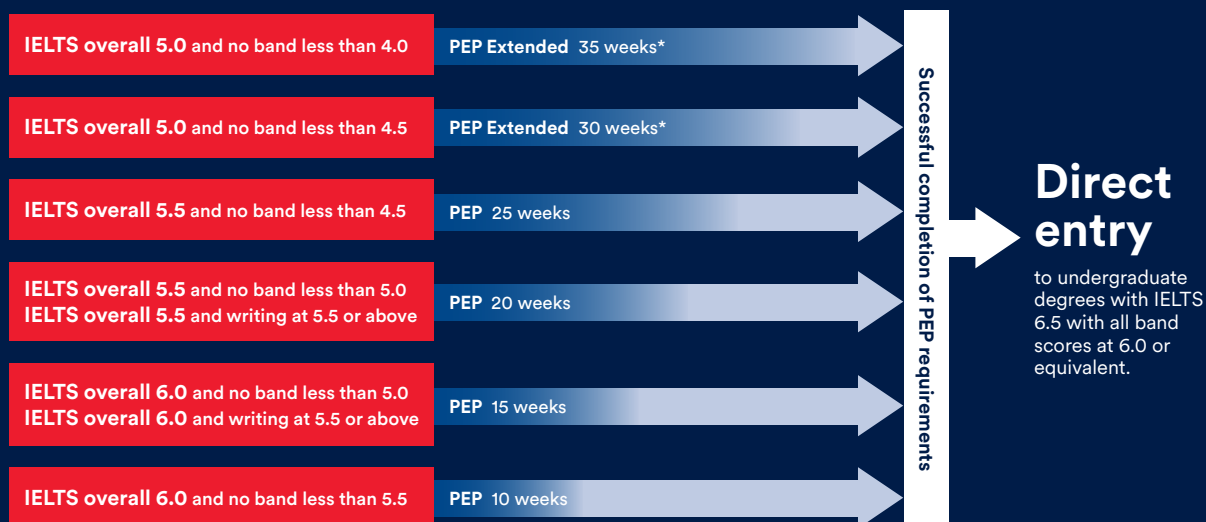 IELTS overall 5.0 and no band less than 4.0
PEP Extended 35 weeks*
IELTS overall 5.0 and no band less than 4.5
PEP Extended 30 weeks*
IELTS overall 5.5 and no band less than 4.5
PEP 25 weeks
IELTS overall 5.5 and no band less than 5.0
IELTS overall 5.5 and writing at 5.5 or above
PEP 20 weeks
IELTS overall 6.0 and no band less than 5.0
IELTS overall 6.0 and writing at 5.5 or above
PEP 15 weeks
IELTS overall 6.0 and no band less than 5.5
PEP 10 weeks
Successful completion of PEP requirements
Direct
entry
to undergraduate
degrees with IELTS
6.5 with all band
scores at 6.0 or
equivalent.